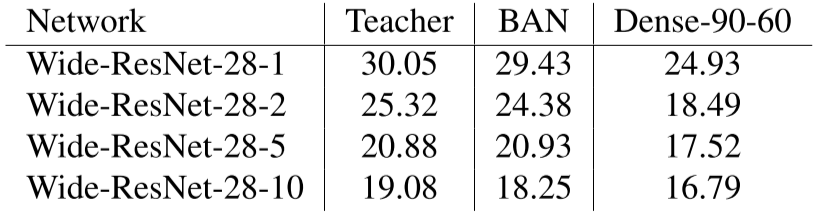 Network Teacher BAN Dense-90-60
Wide-ResNet-28-1 30.05 29.43 24.93
Wide-ResNet-28-2 25.32 24.38 18.49
Wide-ResNet-28-5 20.88 20.93 17.52
Wide-ResNet-28-10 19.08 18.25 16.79